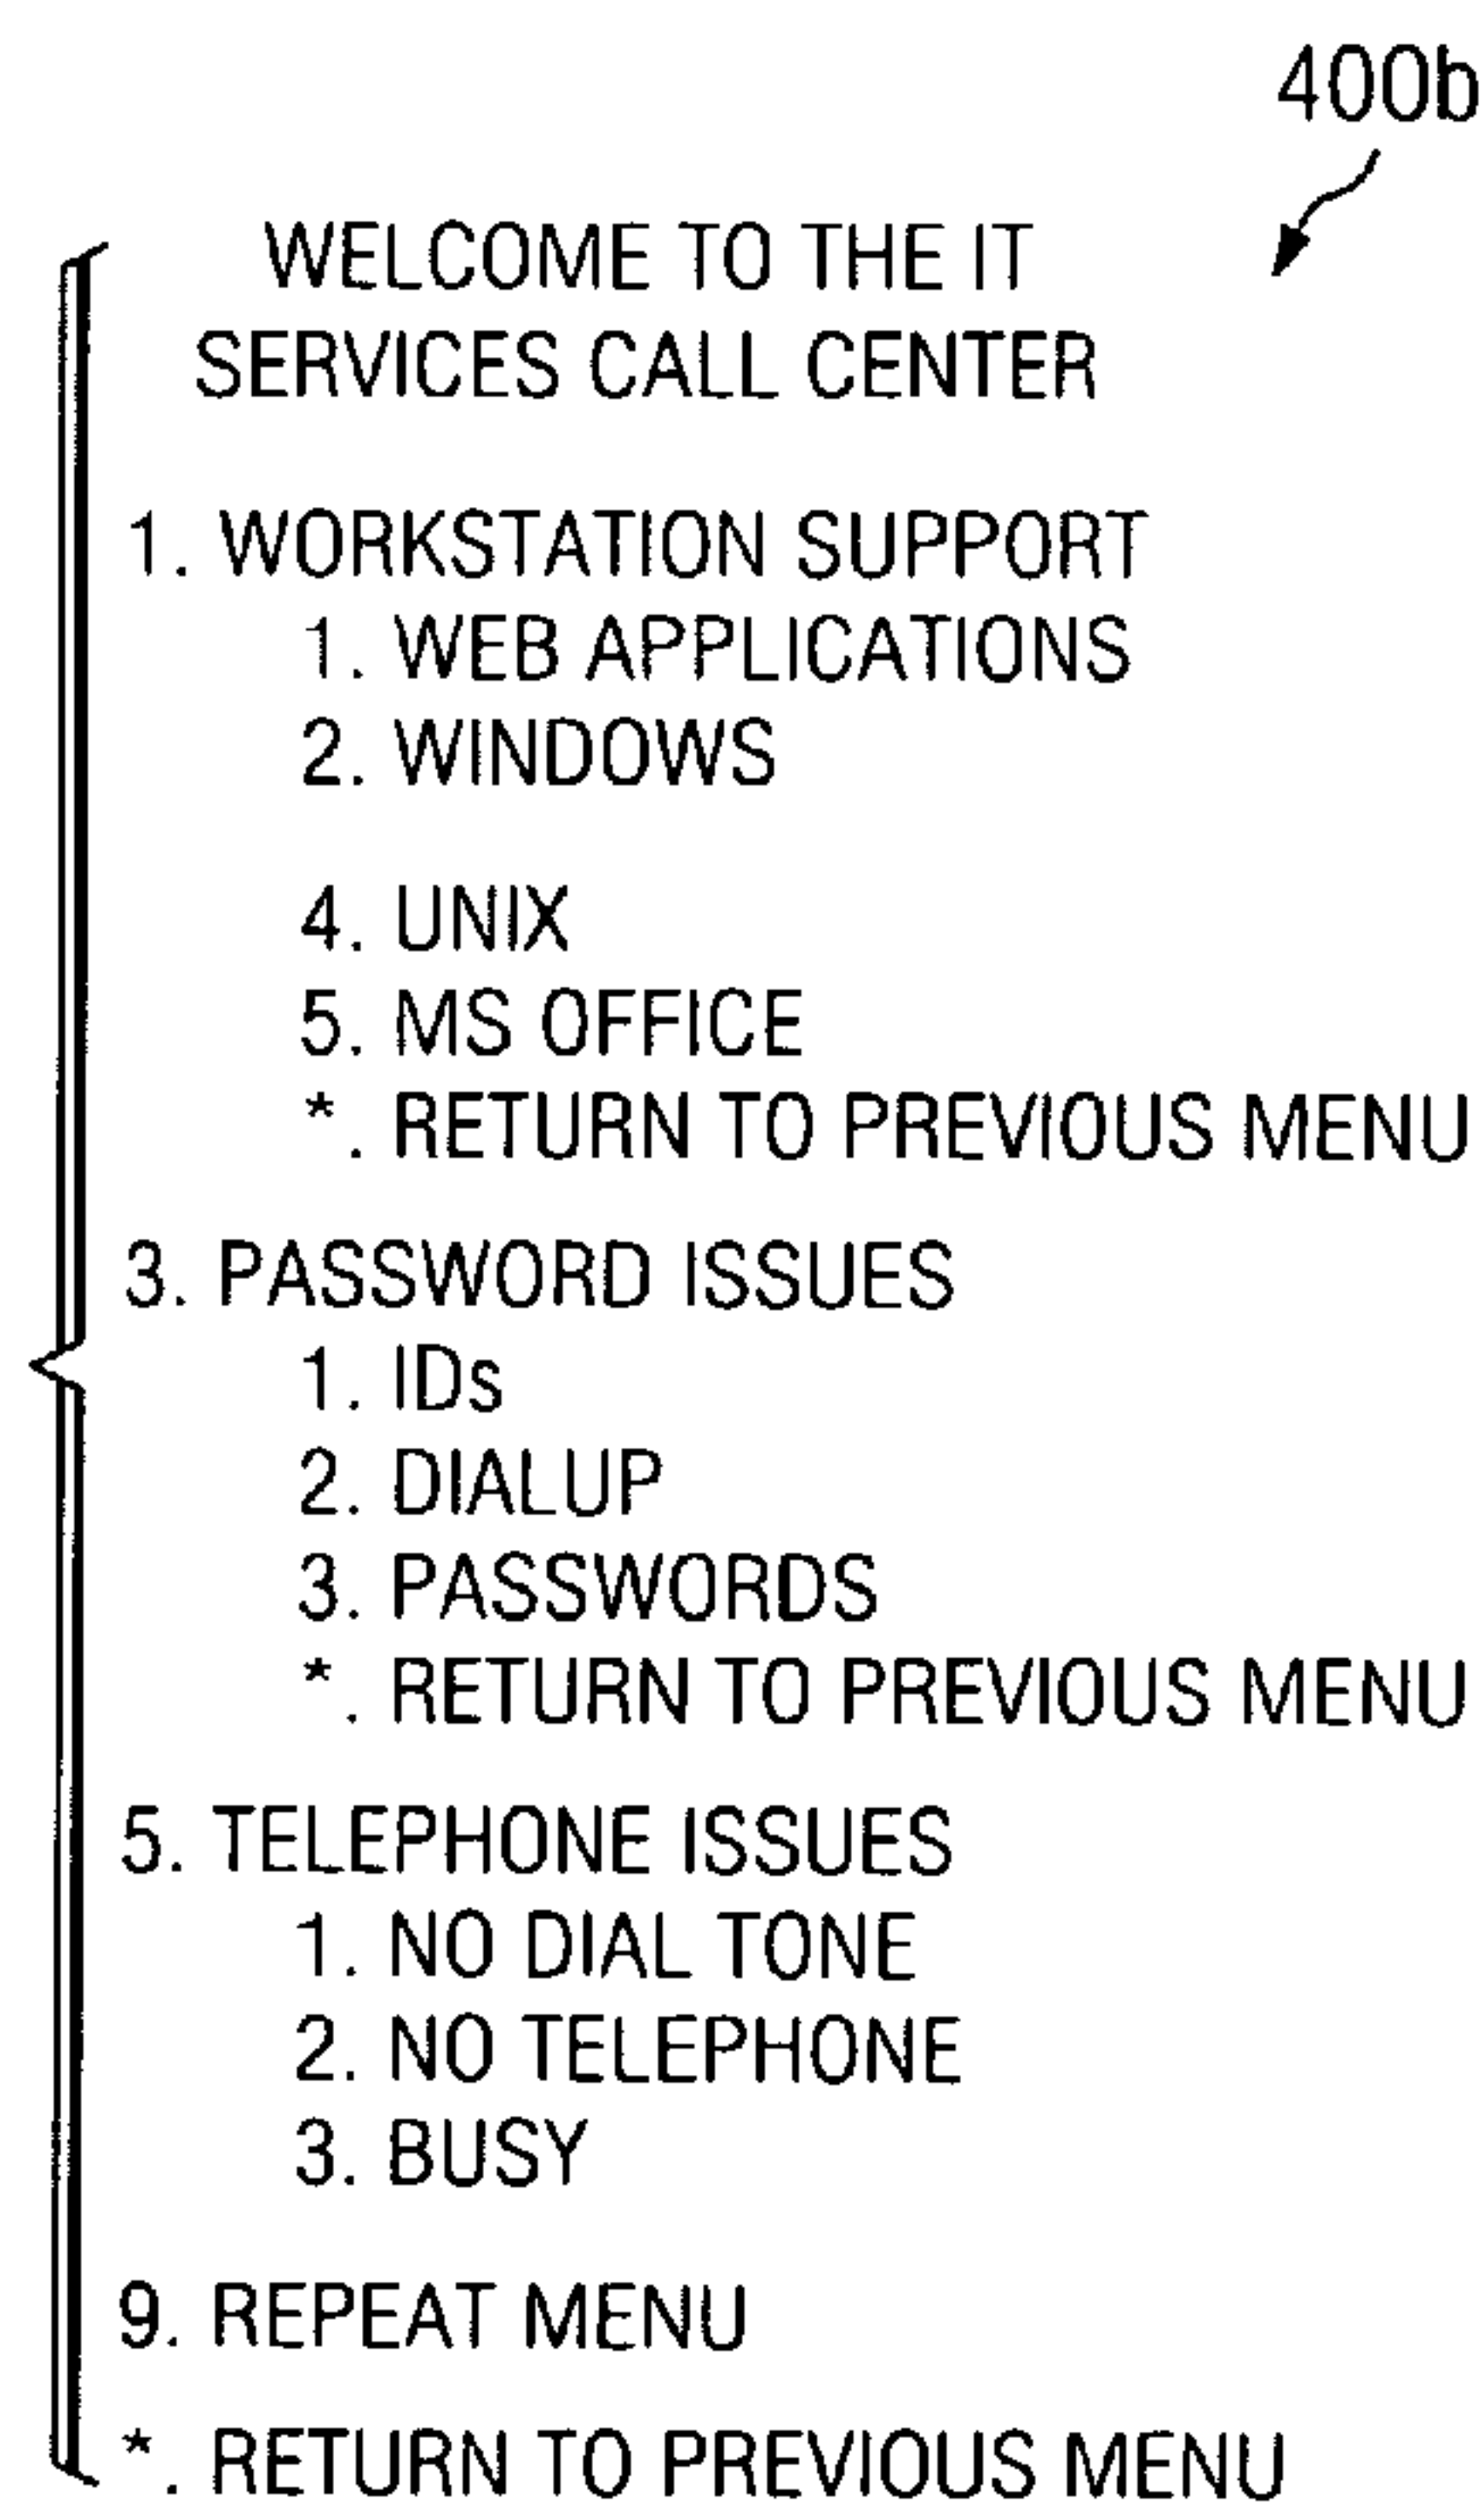 400b
WELCOME TO THE IT
SERVICES CALL CENTER
1. WORKSTATION SUPPORT
1. WEB APPLICATIONS
2. WINDOWS
4. UNIX
5. MS OFFICE
*. RETURN TO PREVIOUS MENU
3. PASSWORD ISSUES
1. IDs
2. DIALUP
3. PASSWORDS
*. RETURN TO PREVIOUS MENU
5. TELEPHONE ISSUES
1. NO DIAL TONE
2. NO TELEPHONE
3. BUSY
9. REPEAT MENU
*. RETURN TO PREVIOUS MENU